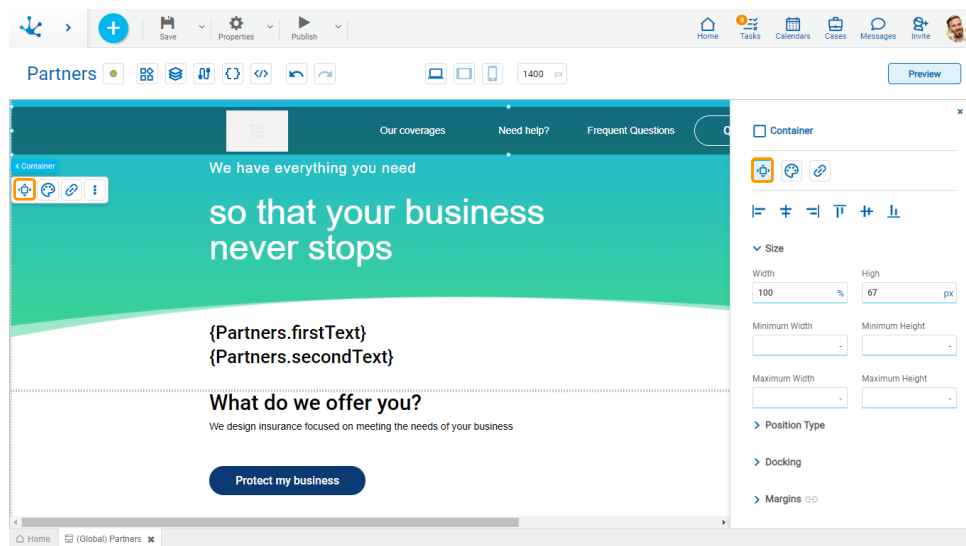 Save
Properties
Publish
Home
9
Tasks
Calendars
Cases
Messages
Invite
Partners
1400 px
Preview
Our coverages
Need help?
Frequent Questions
Container
We have everything you need
so that your business
never stops
{Partners.firstText}
{Partners.secondText}
What do we offer you?
We design insurance focused on meeting the needs of your business
Protect my business
Container
Size
Width
High
100 %
67 px
Minimum Width
Minimum Height
-
-
Maximum Width
Maximum Height
-
-
Position Type
Docking
Margins
Home
(Global) Partners